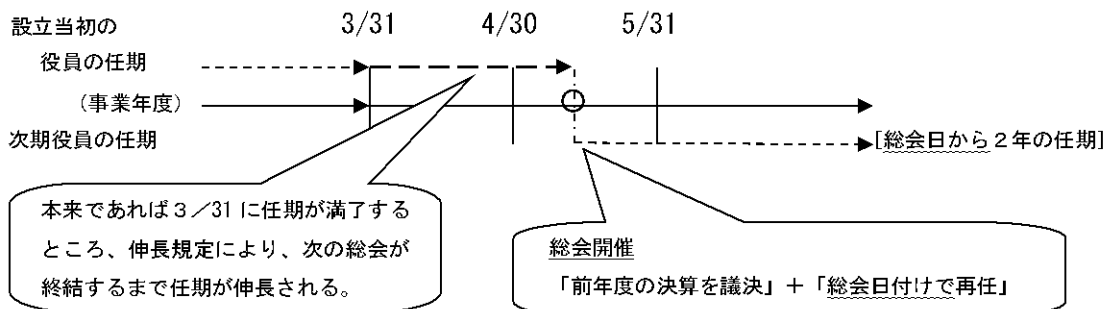 設立当初の 3/31 4/30 5/31
役員の任期
（事業年度）
次期役員の任期 [総会日から２年の任期]
本来であれば３／31 に任期が満了する
ところ、伸長規定により、次の総会が
終結するまで任期が伸長される。
総会開催
「前年度の決算を議決」＋「総会日付けで再任」